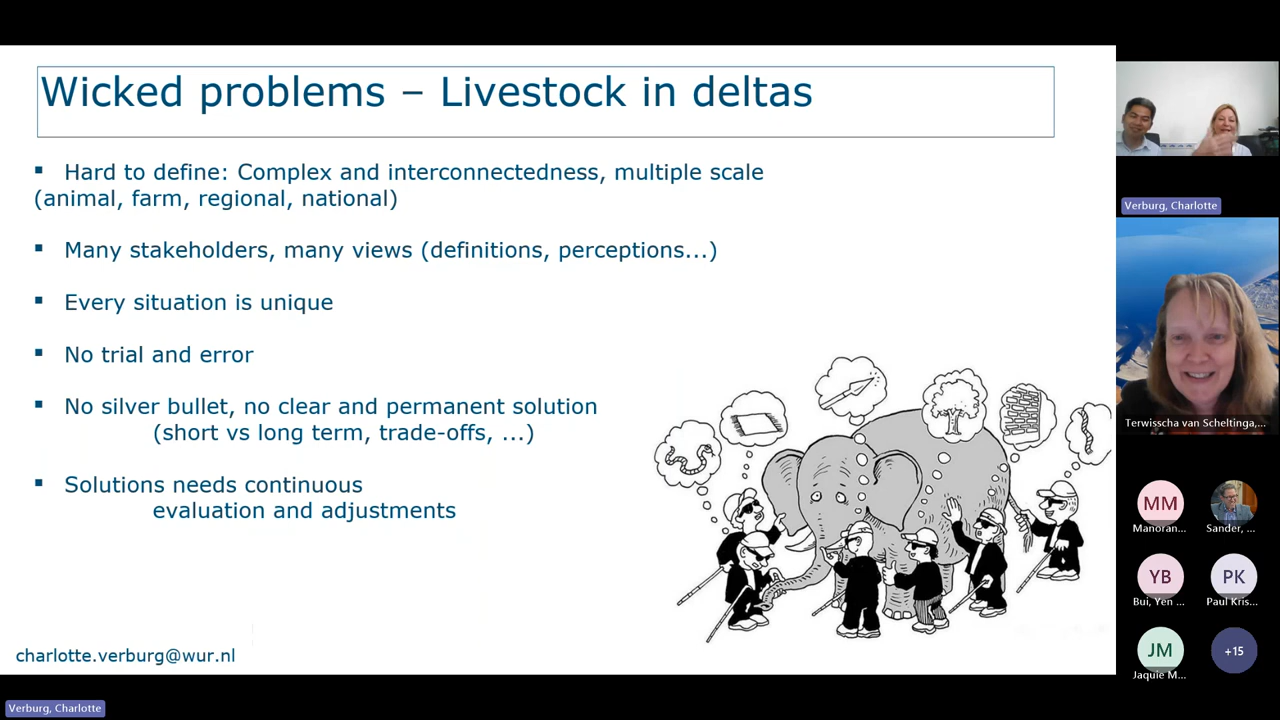 Wicked problems – Livestock in deltas
▪ Hard to define: Complex and interconnectedness, multiple scale
(animal, farm, regional, national)
▪ Many stakeholders, many views (definitions, perceptions...)
▪ Every situation is unique
▪ No trial and error
▪ No silver bullet, no clear and permanent solution
(short vs long term, trade-offs, ...)
▪ Solutions needs continuous
evaluation and adjustments
charlotte.verburg@wur.nl
Verburg, Charlotte
Verburg, Charlotte
Terwisscha van Scheltinga,...
MM
Manoran...
Sander, ...
YB
Bui, Yen ...
PK
Paul Kris...
JM
Jaquie M...
+15